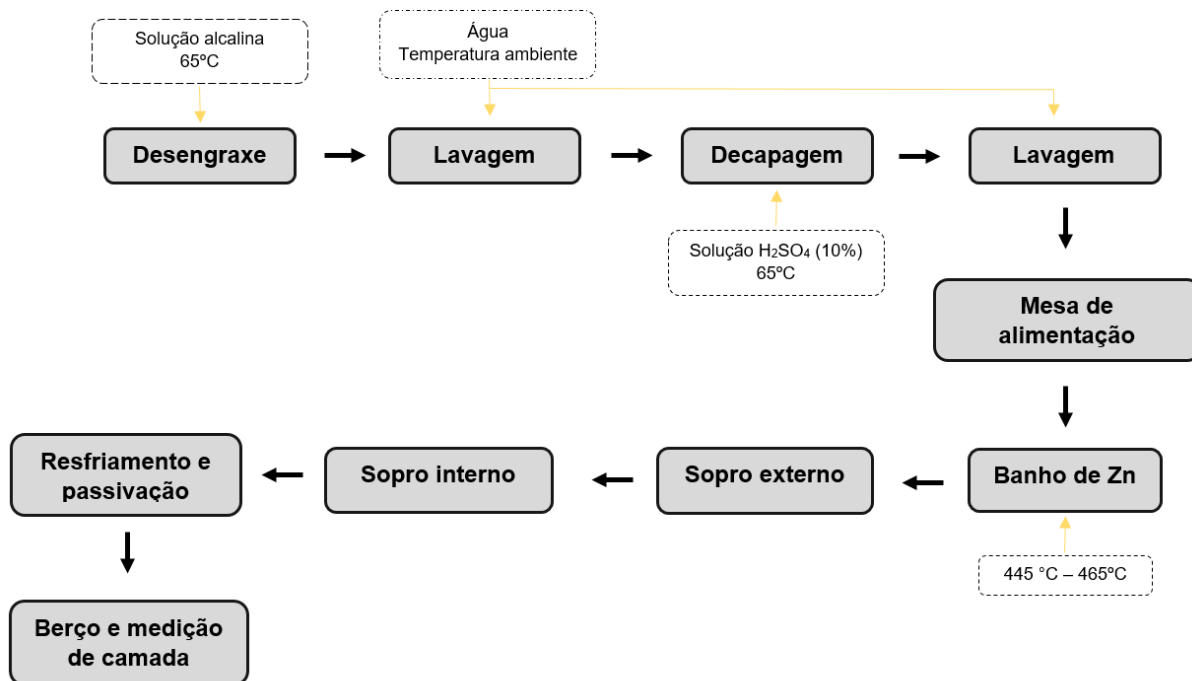 Solução alcalina
65ºC
Água
Temperatura ambiente
Desengraxe
Lavagem
Decapagem
Lavagem
Solução H₂SO₄ (10%)
65ºC
Mesa de
alimentação
Resfriamento e
passivação
Sopro interno
Sopro externo
Banho de Zn
445 °C – 465ºC
Berço e medição
de camada